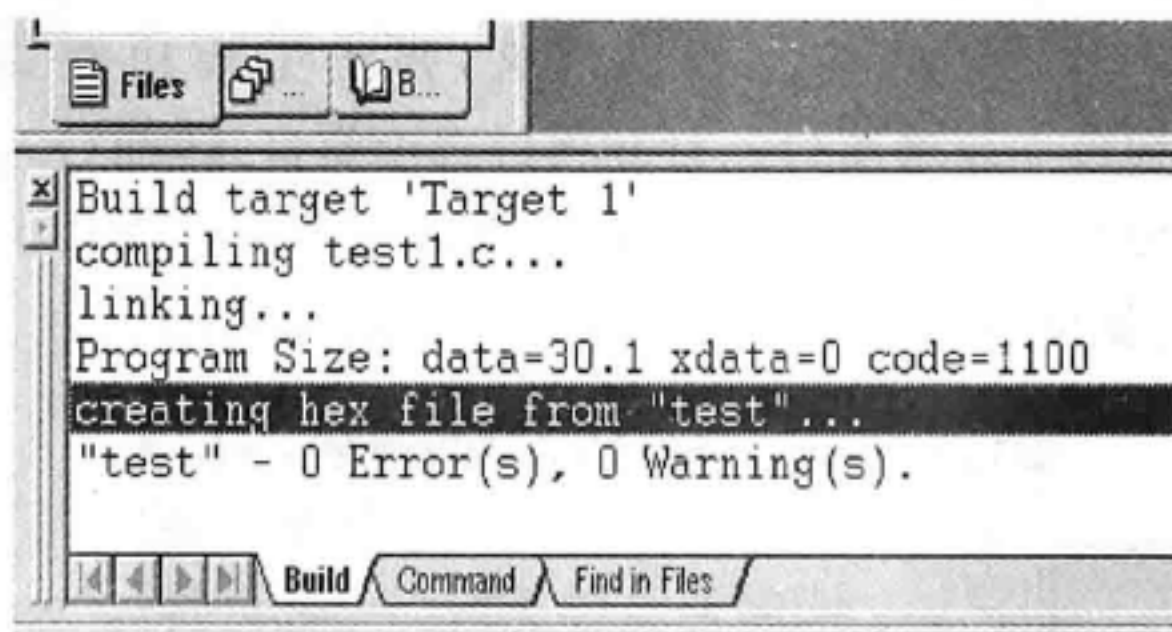 Files ... B...
Build target 'Target 1'
compiling test1.c...
linking...
Program Size: data=30.1 xdata=0 code=1100
creating hex file from "test"...
"test" - 0 Error(s), 0 Warning(s).
Build Command Find in Files